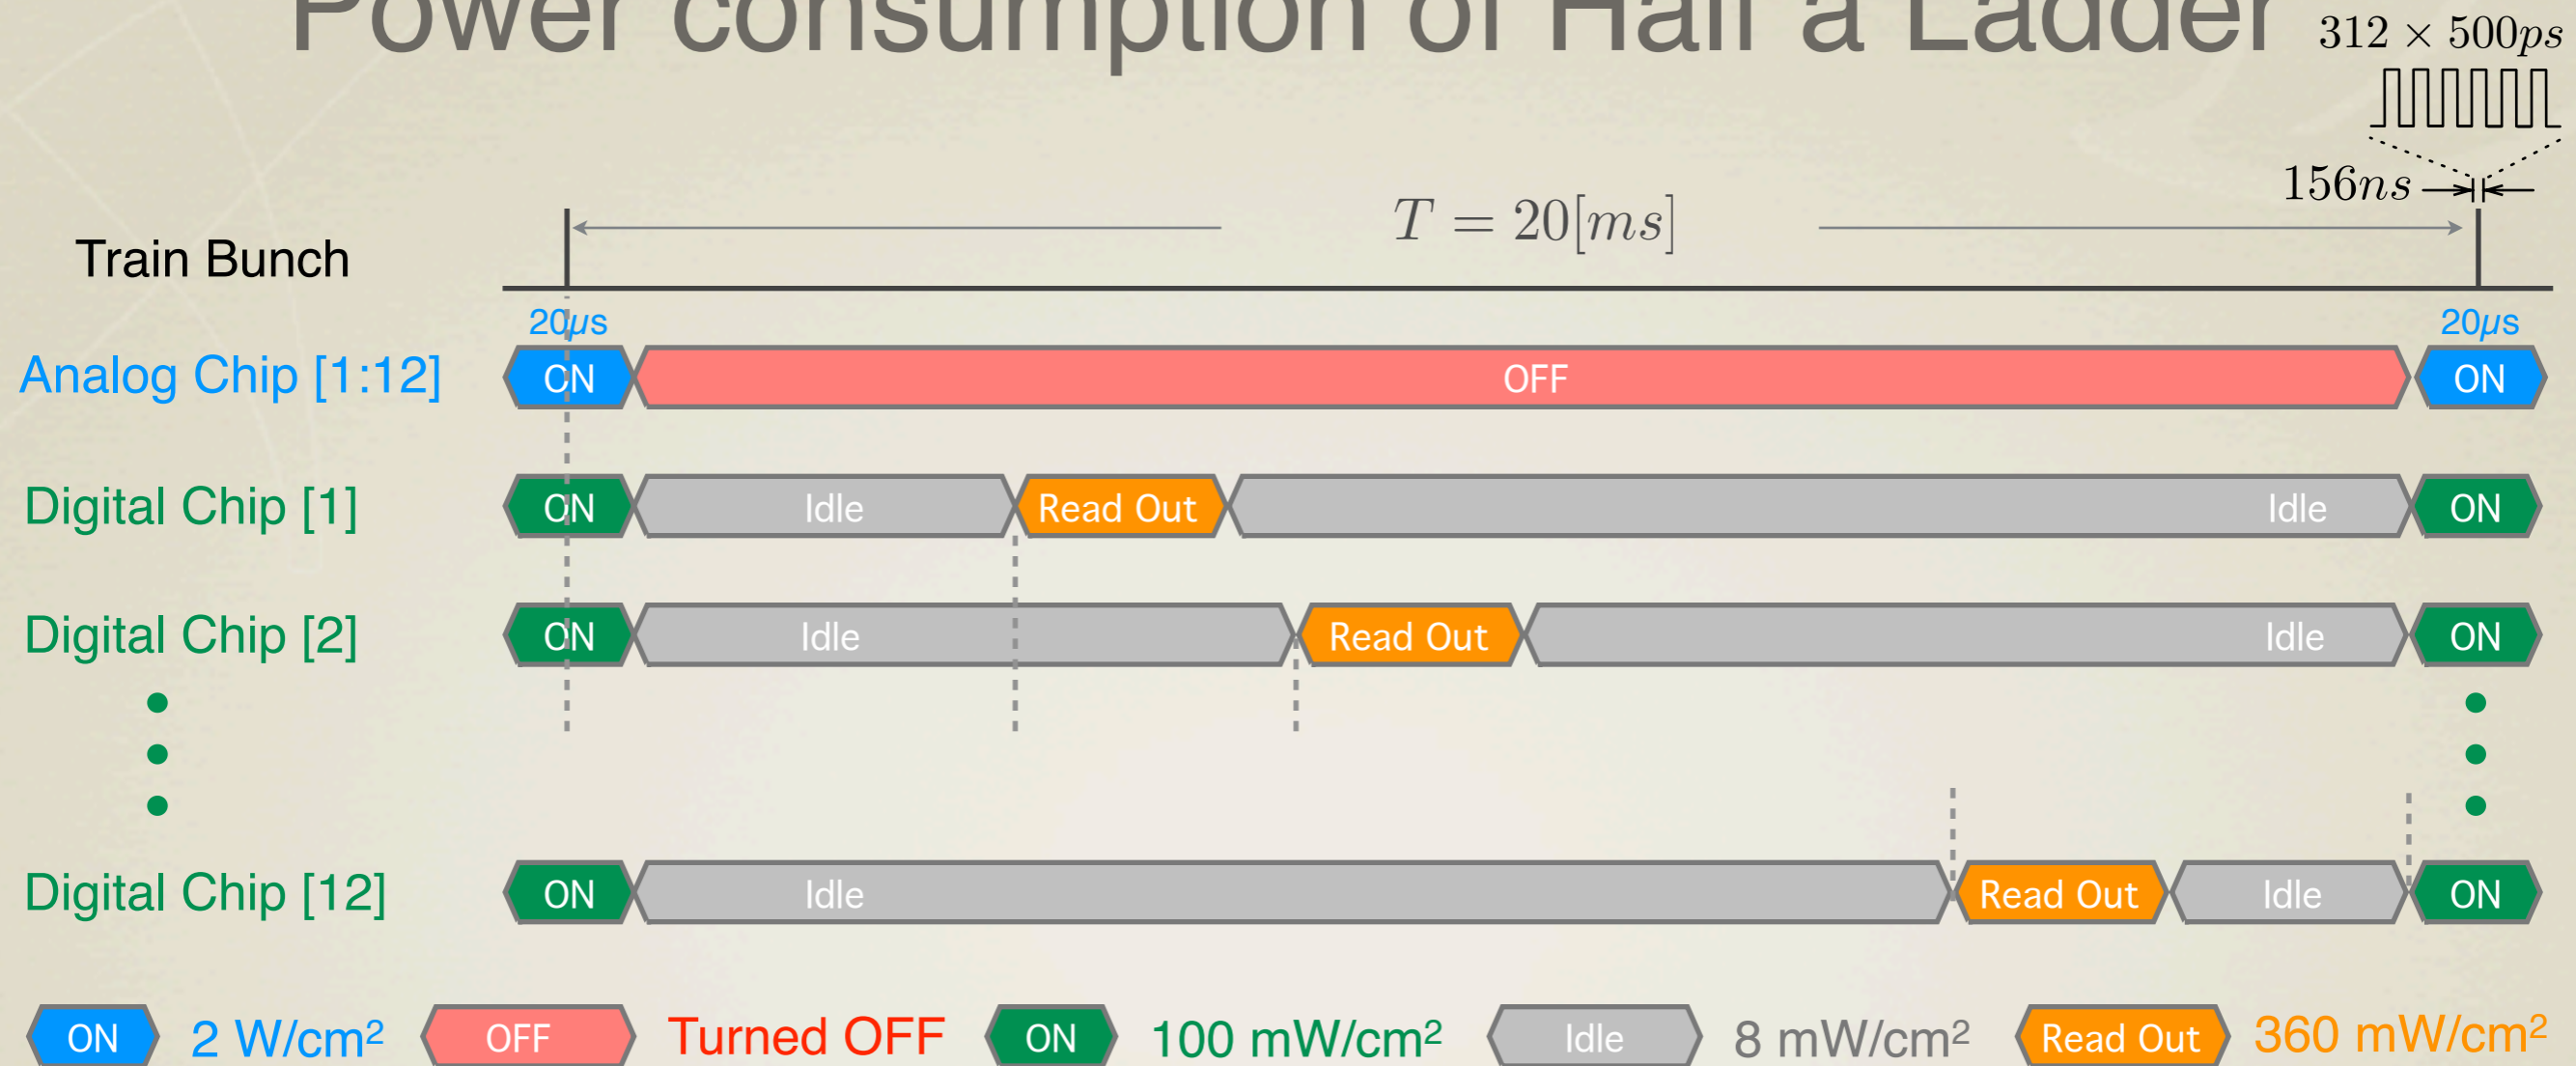 Power consumption of Half a Ladder
312 × 500ps
156ns
T = 20[ms]
Train Bunch
20μs 20μs
Analog Chip [1:12] ON OFF ON
Digital Chip [1] ON Idle Read Out Idle ON
Digital Chip [2] ON Idle Read Out Idle ON
Digital Chip [12] ON Idle Read Out Idle ON
ON 2 W/cm² OFF Turned OFF ON 100 mW/cm² Idle 8 mW/cm² Read Out 360 mW/cm²